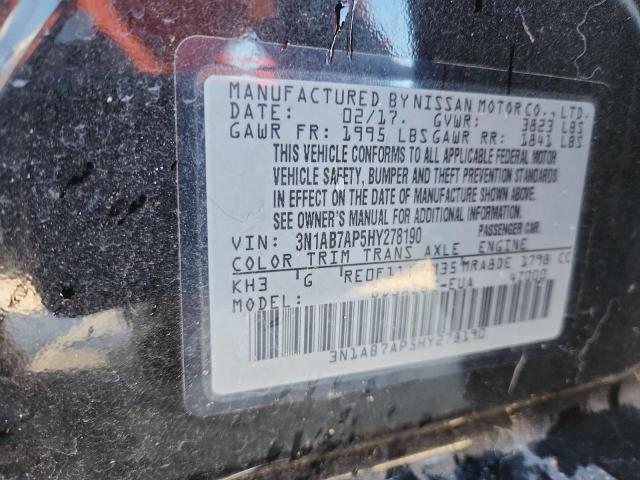 MANUFACTURED BY NISSAN MOTOR CO., LTD.
DATE: 02/17. GVWR: 3823 LBS
GAWR FR: 1995 LBS GAWR RR: 1841 LBS
THIS VEHICLE CONFORMS TO ALL APPLICABLE FEDERAL MOTOR
VEHICLE SAFETY, BUMPER AND THEFT PREVENTION STANDARDS
IN EFFECT ON THE DATE OF MANUFACTURE SHOWN ABOVE.
SEE OWNER'S MANUAL FOR ADDITIONAL INFORMATION.
VIN: 3N1AB7AP5HY278190 PASSENGER CAR
COLOR TRIM TRANS AXLE ENGINE
KH3 G MRA8DE 1798 CC
MODEL: -EUA 47000
3N1AB7AP5HY278190